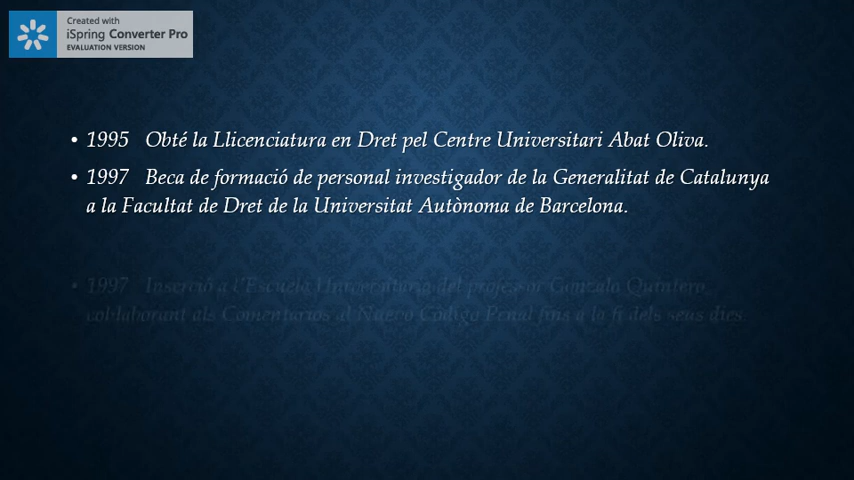 Created with
iSpring Converter Pro
EVALUATION VERSION
• 1995 Obté la Llicenciatura en Dret pel Centre Universitari Abat Oliva.
• 1997 Beca de formació de personal investigador de la Generalitat de Catalunya
a la Facultat de Dret de la Universitat Autònoma de Barcelona.
• 1997 Inserció a l'Escuela Universitaria del professor Gonzalo Quintero,
col·laborant als Comentarios al Nuevo Código Penal fins a la fi dels seus dies